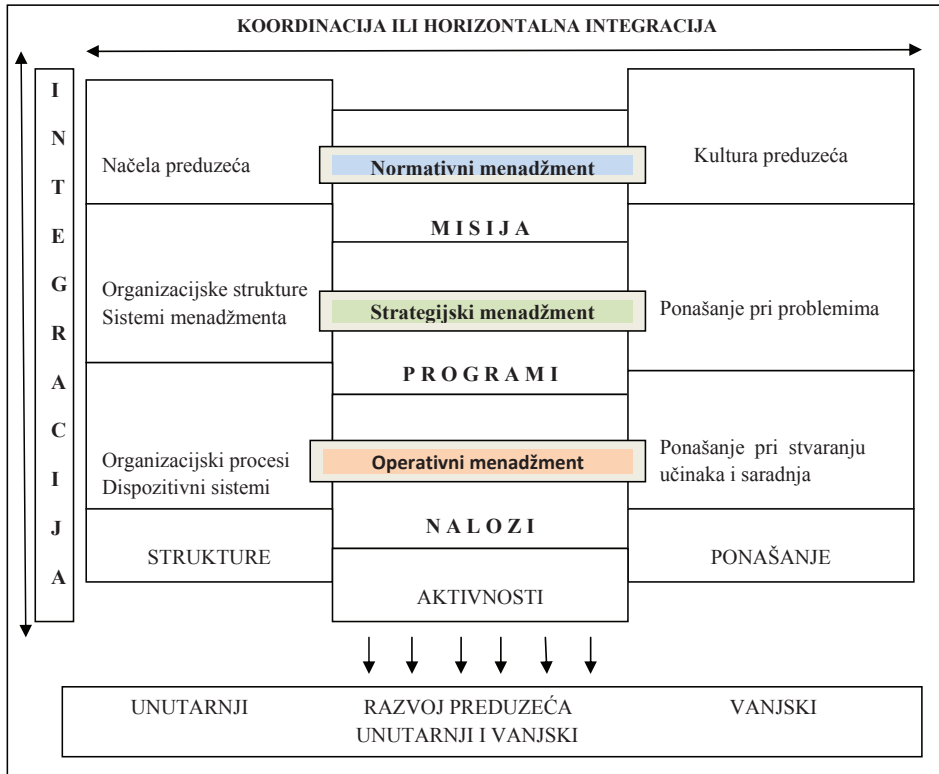 KOORDINACIJA ILI HORIZONTALNA INTEGRACIJA
I
N
T
E
G
R
A
C
I
J
A
Načela preduzeća
Normativni menadžment
Kultura preduzeća
M I S I J A
Organizacijske strukture
Sistemi menadžmenta
Strategijski menadžment
Ponašanje pri problemima
P R O G R A M I
Organizacijski procesi
Dispozitivni sistemi
Operativni menadžment
Ponašanje pri stvaranju
učinaka i saradnja
N A L O Z I
STRUKTURE
AKTIVNOSTI
PONAŠANJE
UNUTARNJI
RAZVOJ PREDUZEĆA
UNUTARNJI I VANJSKI
VANJSKI